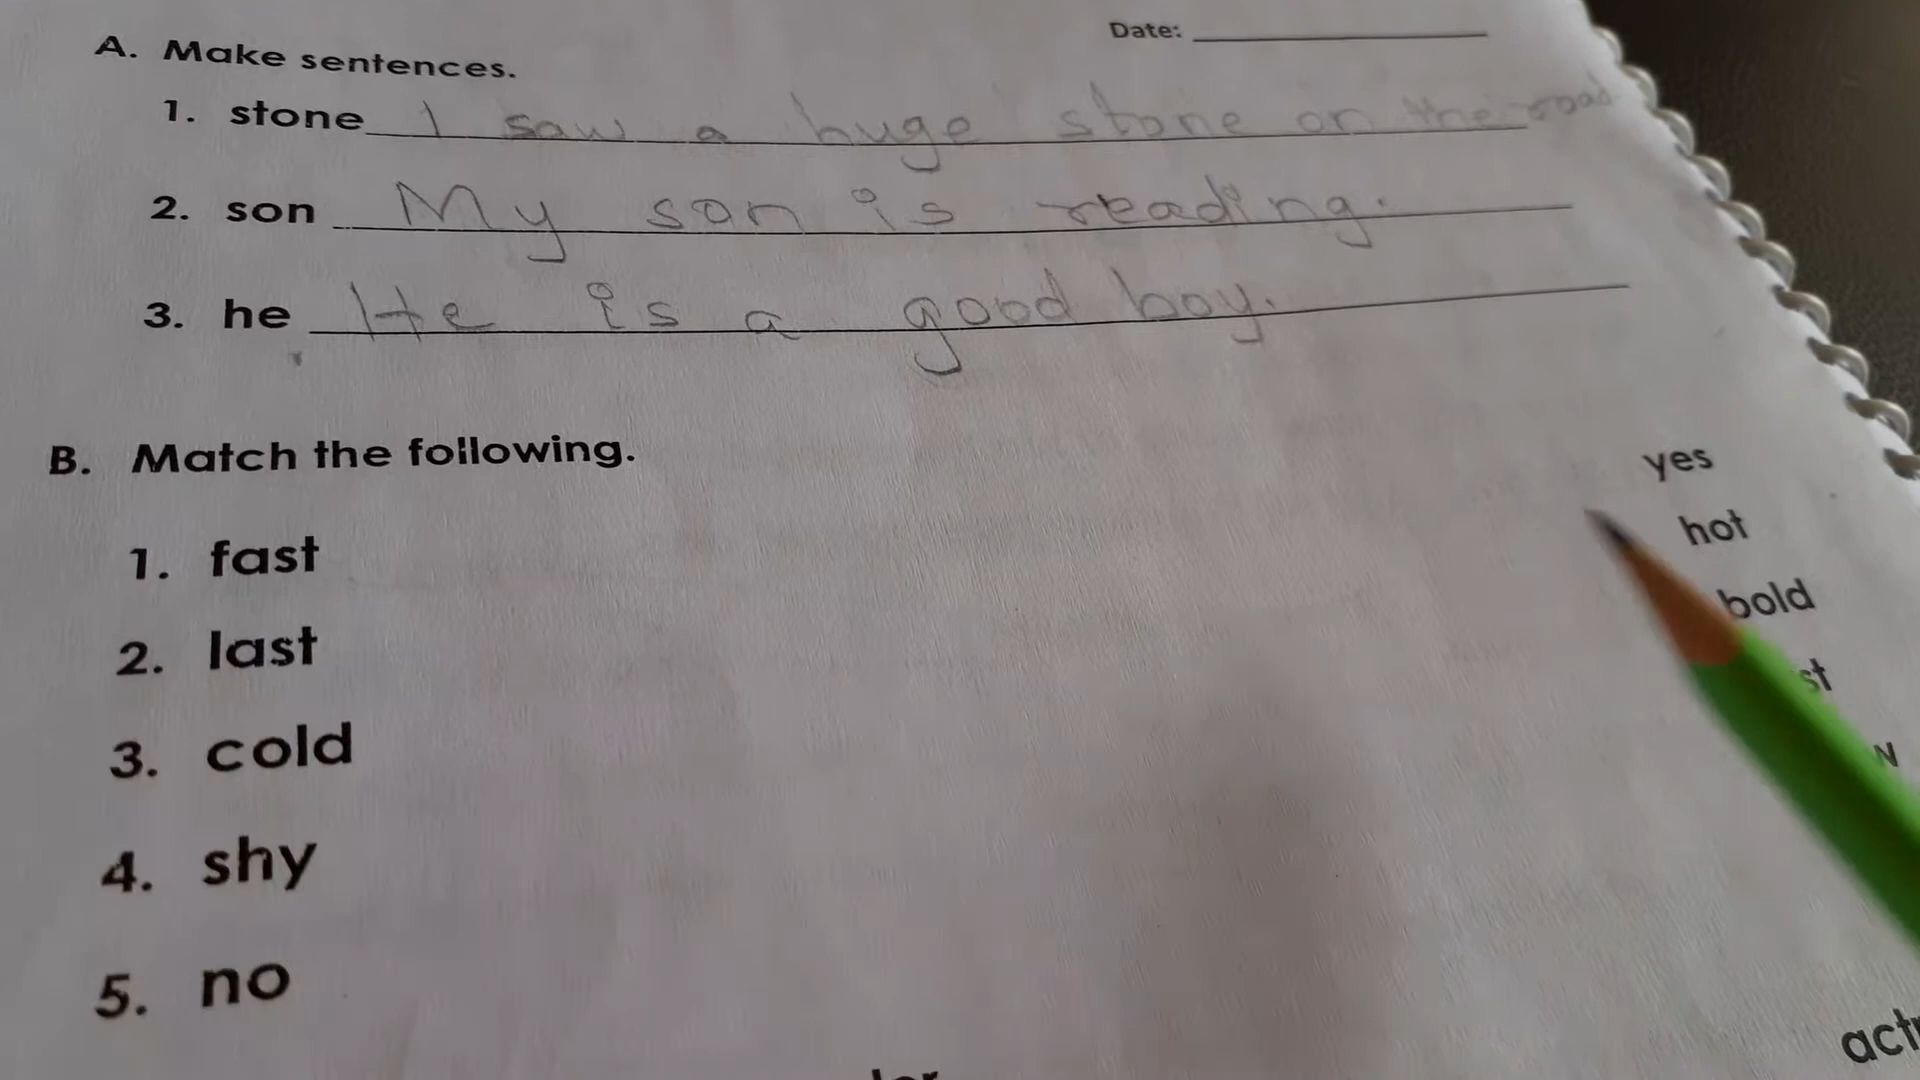 Date:
A. Make sentences.
1. stone I saw a huge stone on the road
2. son My son is reading.
3. he He is a good boy.
B. Match the following.
yes
1. fast hot
2. last bold
3. cold
4. shy
5. no